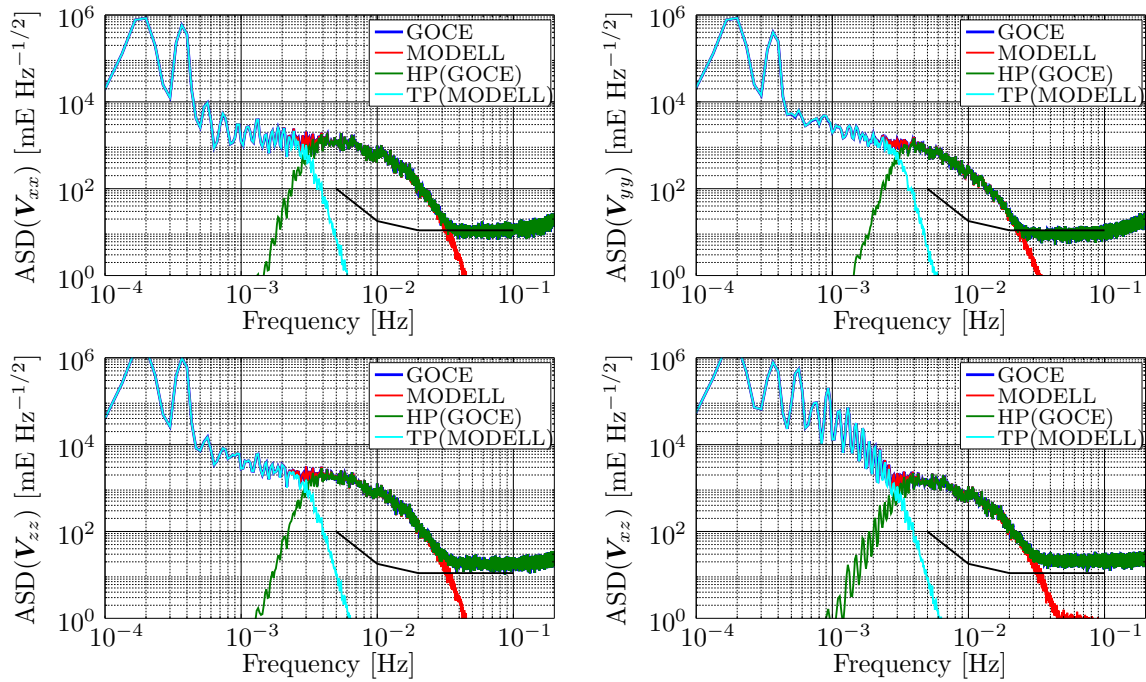 ASD(V_xx) [mE Hz^−1/2]
10^6
10^4
10^2
10^0
GOCE
MODELL
HP(GOCE)
TP(MODELL)
10^−4 10^−3 10^−2 10^−1
Frequency [Hz]
ASD(V_yy) [mE Hz^−1/2]
10^6
10^4
10^2
10^0
GOCE
MODELL
HP(GOCE)
TP(MODELL)
10^−4 10^−3 10^−2 10^−1
Frequency [Hz]
ASD(V_zz) [mE Hz^−1/2]
10^6
10^4
10^2
10^0
GOCE
MODELL
HP(GOCE)
TP(MODELL)
10^−4 10^−3 10^−2 10^−1
Frequency [Hz]
ASD(V_xz) [mE Hz^−1/2]
10^6
10^4
10^2
10^0
GOCE
MODELL
HP(GOCE)
TP(MODELL)
10^−4 10^−3 10^−2 10^−1
Frequency [Hz]